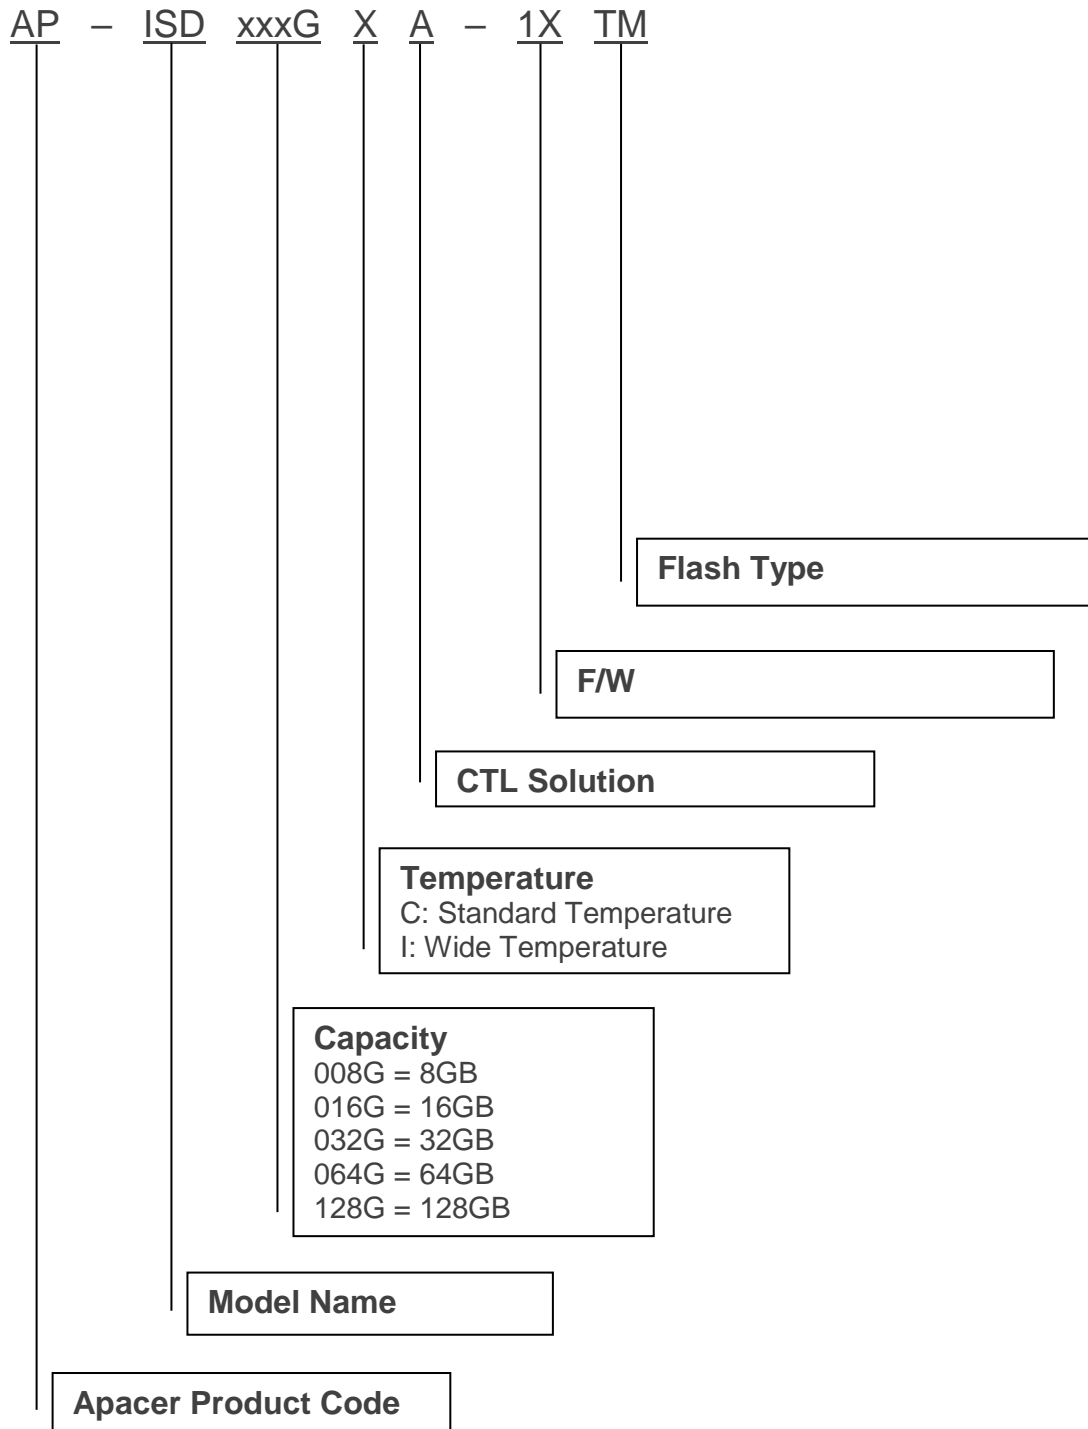 AP – ISD xxxG X A – 1X TM
Flash Type
F/W
CTL Solution
Temperature
C: Standard Temperature
I: Wide Temperature
Capacity
008G = 8GB
016G = 16GB
032G = 32GB
064G = 64GB
128G = 128GB
Model Name
Apacer Product Code